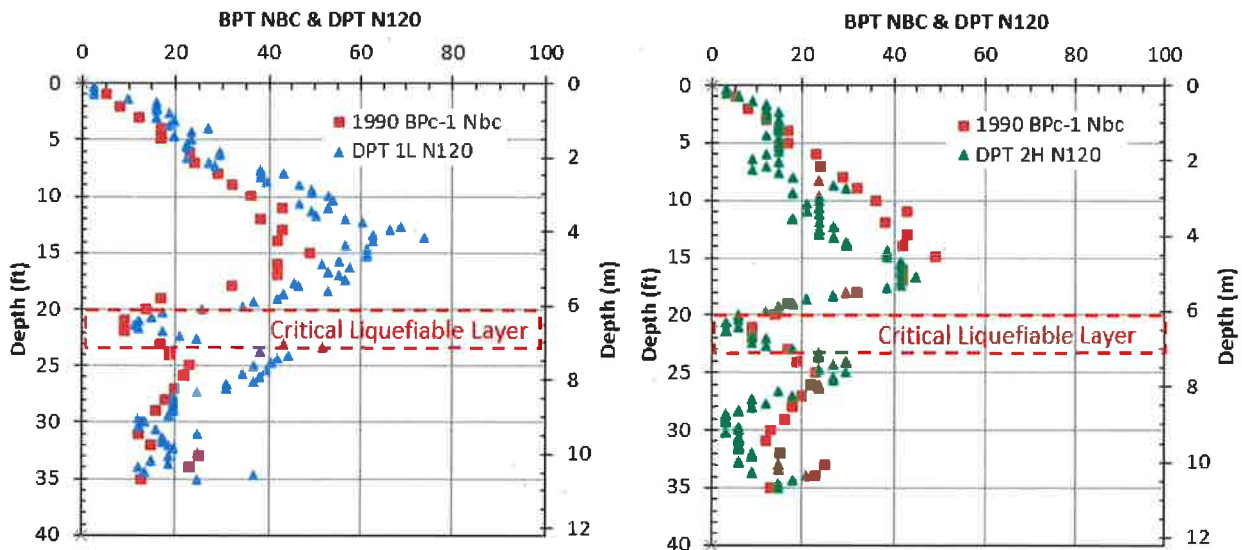 BPT NBC & DPT N120
0 20 40 60 80 100
0
5
10
15
20
25
30
35
40
Depth (ft)
0
2
4
6
8
10
12
Depth (m)
1990 BPc-1 Nbc
DPT 1L N120
Critical Liquefiable Layer
BPT NBC & DPT N120
0 20 40 60 80 100
0
5
10
15
20
25
30
35
40
Depth (ft)
0
2
4
6
8
10
12
Depth (m)
1990 BPc-1 Nbc
DPT 2H N120
Critical Liquefiable Layer